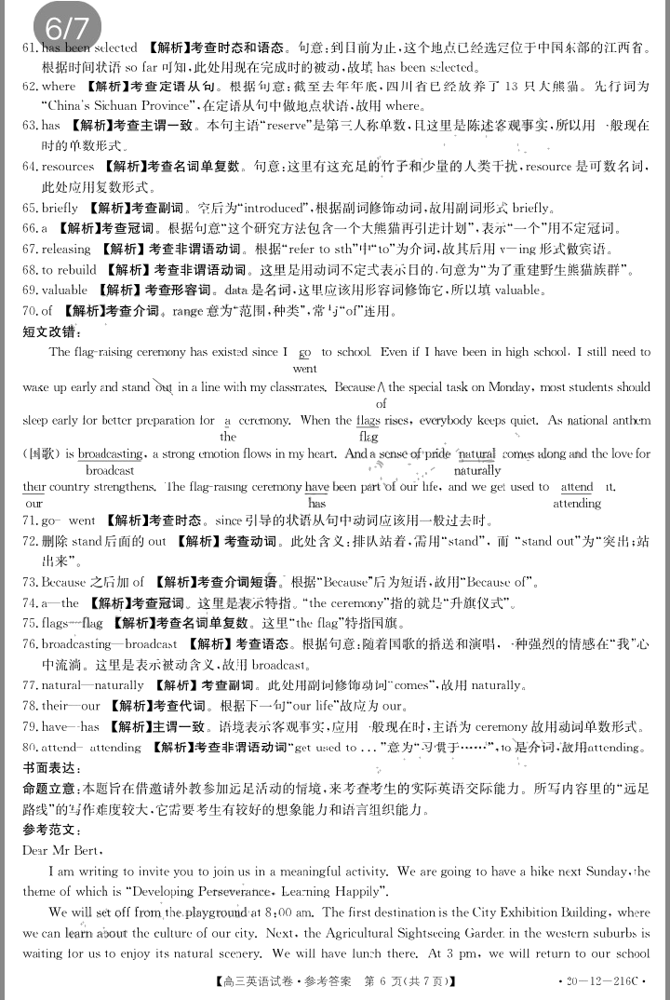 6/7
61. has been selected 【解析】考查时态和语态。句意:到目前为止,这个地点已经选定位于中国东部的江西省。
根据时间状语 so far 可知,此处用现在完成时的被动,故填 has been selected。
62. where 【解析】考查定语从句。根据句意:截至去年年底,四川省已经放养了 13 只大熊猫。先行词为
“China's Sichuan Province”,在定语从句中做地点状语,故用 where。
63. has 【解析】考查主谓一致。本句主语“reserve”是第三人称单数,且这里是陈述客观事实,所以用一般现在
时的单数形式。
64. resources 【解析】考查名词单复数。句意:这里有这充足的竹子和少量的人类干扰,resource 是可数名词,
此处应用复数形式。
65. briefly 【解析】考查副词。空后为“introduced”,根据副词修饰动词,故用副词形式 briefly。
66. a 【解析】考查冠词。根据句意“这个研究方法包含一个大熊猫再引进计划”,表示“一个”用不定冠词。
67. releasing 【解析】考查非谓语动词。根据“refer to sth”中“to”为介词,故其后用 v—ing 形式做宾语。
68. to rebuild 【解析】考查非谓语动词。这里是用动词不定式表示目的,句意为“为了重建野生熊猫族群”。
69. valuable 【解析】考查形容词。data 是名词,这里应该用形容词修饰它,所以填 valuable。
70. of 【解析】考查介词。range 意为“范围,种类”,常与“of”连用。
短文改错:
The flag-raising ceremony has existed since I go to school. Even if I have been in high school, I still need to
went
wake up early and stand out in a line with my classmates. Because∧the special task on Monday, most students should
of
sleep early for better preparation for a ceremony. When the flags rises, everybody keeps quiet. As national anthem
the flag
(国歌) is broadcasting, a strong emotion flows in my heart. And a sense of pride natural comes along and the love for
broadcast naturally
their country strengthens. The flag-raising ceremony have been part of our life, and we get used to attend it.
our has attending
71. go- went 【解析】考查时态。since 引导的状语从句中动词应该用一般过去时。
72. 删除 stand 后面的 out 【解析】考查动词。此处含义:排队站着,需用“stand”, 而 “stand out”为“突出;站
出来”。
73. Because 之后加 of 【解析】考查介词短语。根据“Because”后为短语,故用“Because of”。
74. a—the 【解析】考查冠词。这里是表示特指。“the ceremony”指的就是“升旗仪式”。
75. flags—flag 【解析】考查名词单复数。这里“the flag”特指国旗。
76. broadcasting—broadcast 【解析】考查语态。根据句意:随着国歌的播送和演唱,一种强烈的情感在“我”心
中流淌。这里是表示被动含义,故用 broadcast。
77. natural—naturally 【解析】考查副词。此处用副词修饰动词“comes”,故用 naturally。
78. their—our 【解析】考查代词。根据下一句“our life”故应为 our。
79. have—has 【解析】主谓一致。语境表示客观事实,应用一般现在时,主语为 ceremony 故用动词单数形式。
80. attend- attending 【解析】考查非谓语动词“get used to ...”意为“习惯于……”,to 是介词,故用attending。
书面表达:
命题立意:本题旨在借邀请外教参加远足活动的情境,来考查考生的实际英语交际能力。所写内容里的“远足
路线”的写作难度较大,它需要考生有较好的想象能力和语言组织能力。
参考范文:
Dear Mr Bert,
I am writing to invite you to join us in a meaningful activity. We are going to have a hike next Sunday,the
theme of which is “Developing Perseverance, Learning Happily”.
We will set off from the playground at 8:00 am. The first destination is the City Exhibition Building, where
we can learn about the culture of our city. Next, the Agricultural Sightseeing Garden in the western suburbs is
waiting for us to enjoy its natural scenery. We will have lunch there. At 3 pm, we will return to our school
【高三英语试卷·参考答案 第 6 页(共 7 页)】 ·20－12－216C·